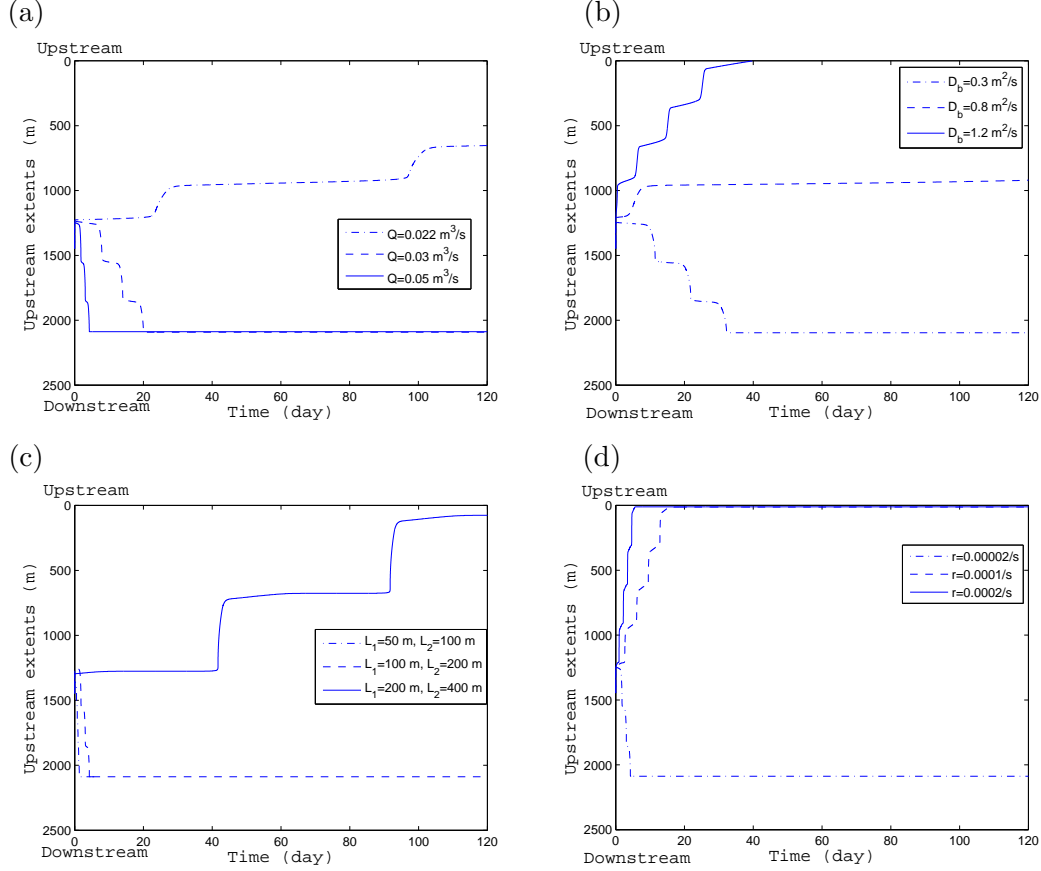 (a)
Upstream
0
500
1000
1500
2000
2500
Upstream extents (m)
Q=0.022 m³/s
Q=0.03 m³/s
Q=0.05 m³/s
0 20 40 60 80 100 120
Downstream
Time (day)
(b)
Upstream
0
500
1000
1500
2000
2500
Upstream extents (m)
D_b=0.3 m²/s
D_b=0.8 m²/s
D_b=1.2 m²/s
0 20 40 60 80 100 120
Downstream
Time (day)
(c)
Upstream
0
500
1000
1500
2000
2500
Upstream extents (m)
L₁=50 m, L₂=100 m
L₁=100 m, L₂=200 m
L₁=200 m, L₂=400 m
0 20 40 60 80 100 120
Downstream
Time (day)
(d)
Upstream
0
500
1000
1500
2000
2500
Upstream extents (m)
r=0.00002/s
r=0.0001/s
r=0.0002/s
0 20 40 60 80 100 120
Downstream
Time (day)